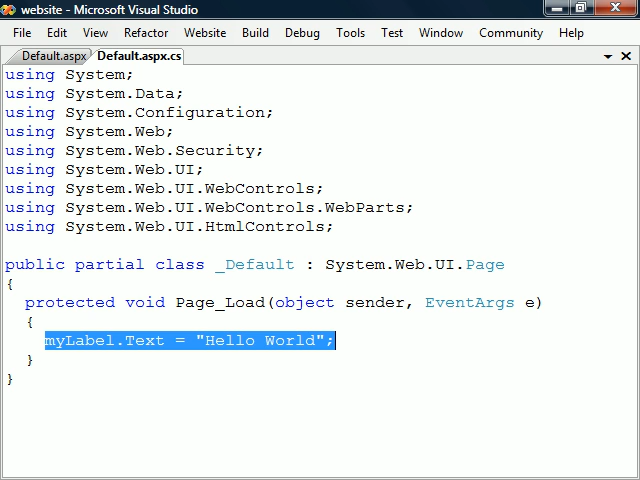 website - Microsoft Visual Studio
File Edit View Refactor Website Build Debug Tools Test Window Community Help
Default.aspx Default.aspx.cs
using System;
using System.Data;
using System.Configuration;
using System.Web;
using System.Web.Security;
using System.Web.UI;
using System.Web.UI.WebControls;
using System.Web.UI.WebControls.WebParts;
using System.Web.UI.HtmlControls;
public partial class _Default : System.Web.UI.Page
{
protected void Page_Load(object sender, EventArgs e)
{
myLabel.Text = "Hello World";
}
}